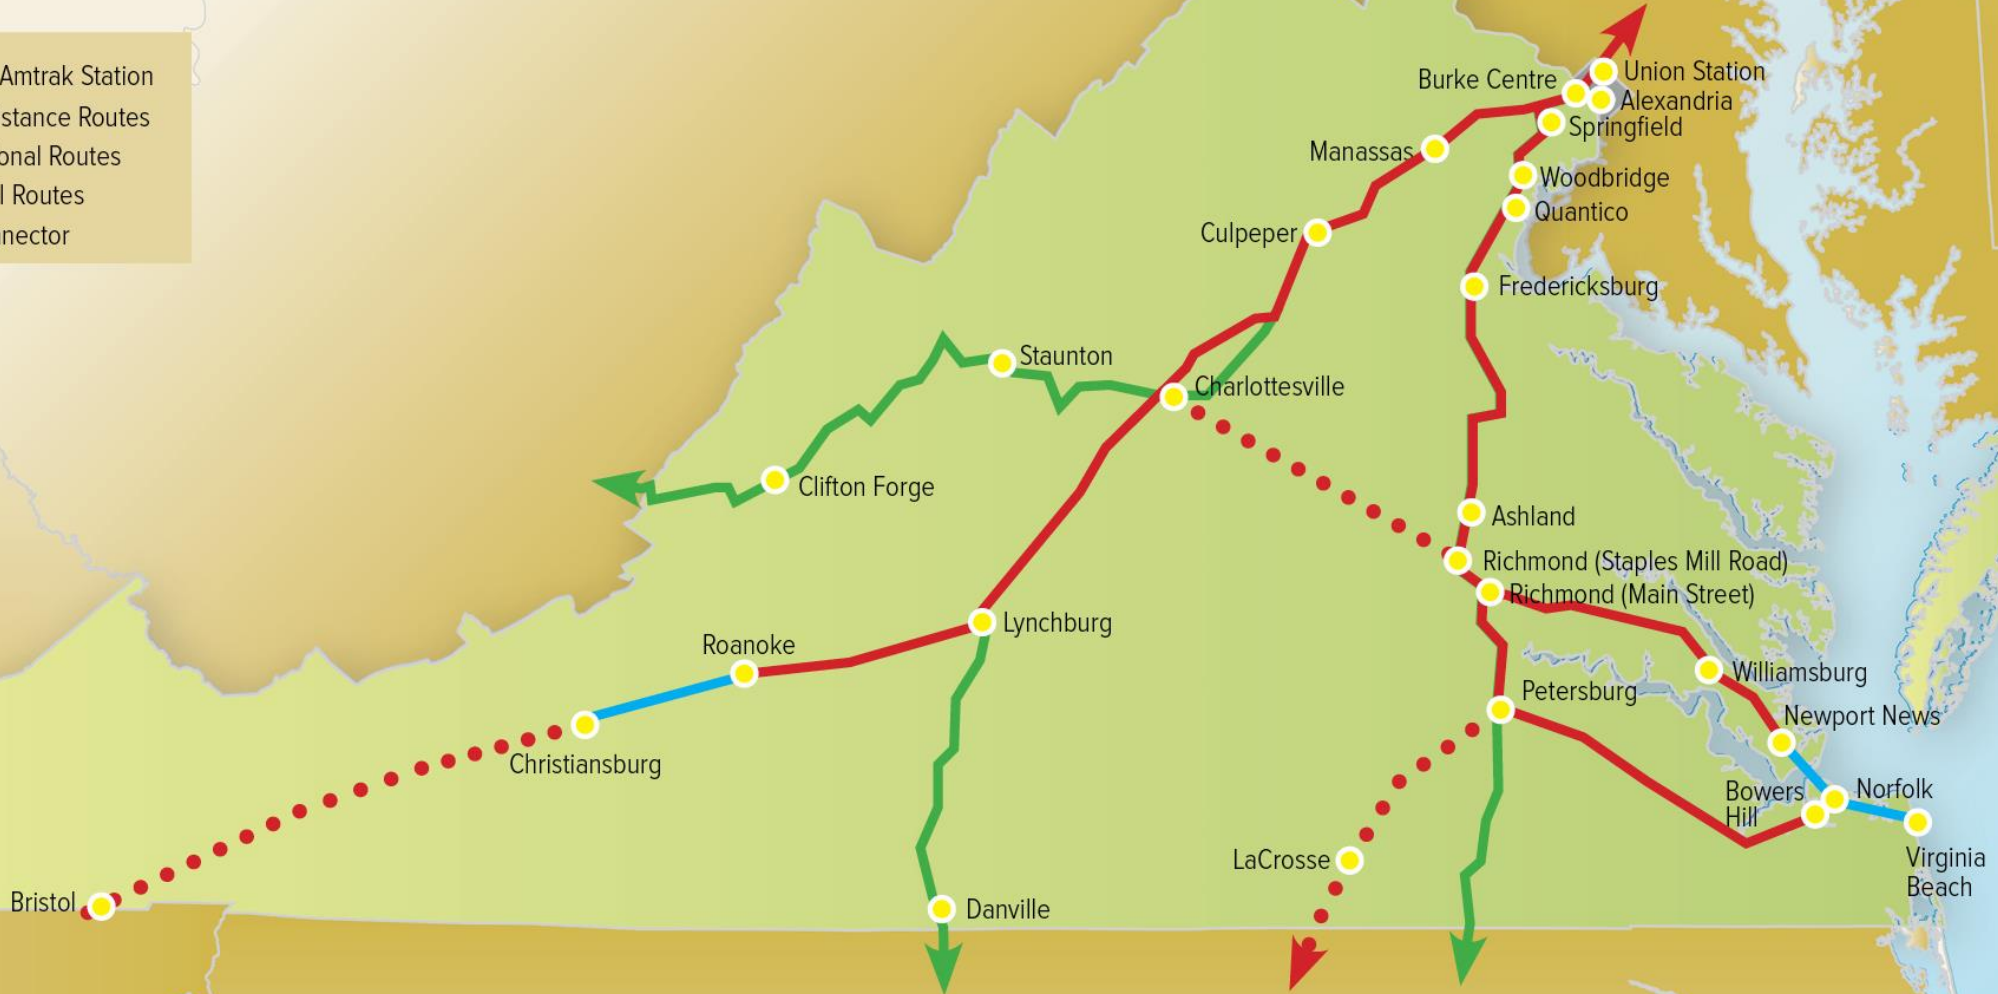 Amtrak Station
stance Routes
onal Routes
l Routes
nnector
Union Station
Burke Centre
Alexandria
Springfield
Manassas
Woodbridge
Quantico
Culpeper
Fredericksburg
Staunton
Charlottesville
Clifton Forge
Ashland
Richmond (Staples Mill Road)
Richmond (Main Street)
Lynchburg
Roanoke
Williamsburg
Petersburg
Newport News
Christiansburg
Bowers
Hill
Norfolk
LaCrosse
Virginia
Beach
Bristol
Danville